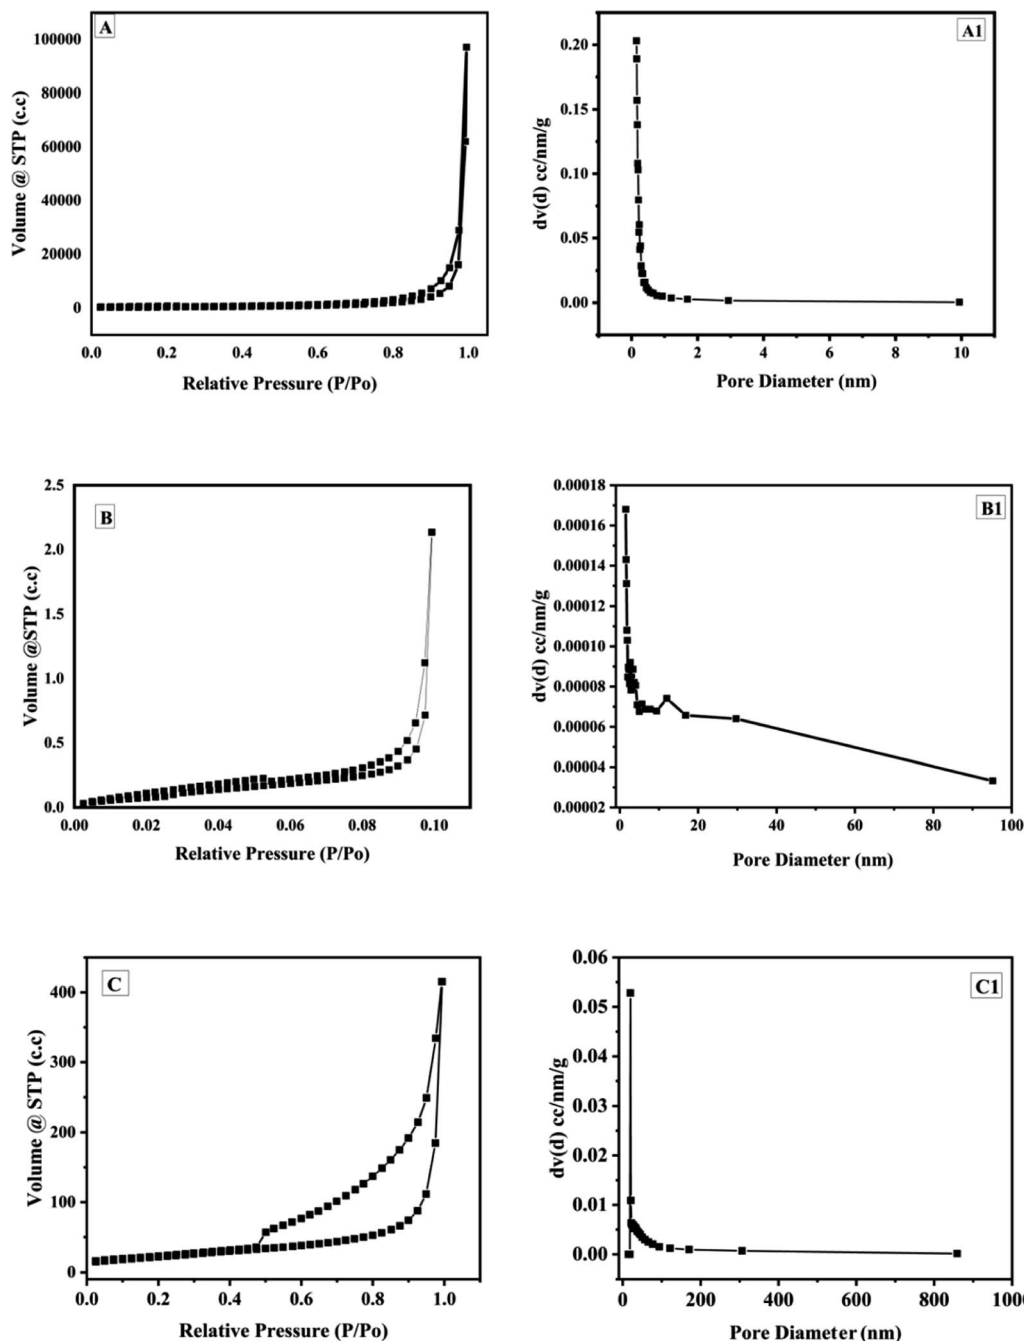 A
100000
80000
60000
40000
20000
0
Volume @ STP (c.c)
0.0 0.2 0.4 0.6 0.8 1.0
Relative Pressure (P/Po)
A1
0.20
0.15
0.10
0.05
0.00
dv(d) cc/nm/g
0 2 4 6 8 10
Pore Diameter (nm)
B
2.5
2.0
1.5
1.0
0.5
0.0
Volume @STP (c.c)
0.00 0.02 0.04 0.06 0.08 0.10
Relative Pressure (P/Po)
B1
0.00018
0.00016
0.00014
0.00012
0.00010
0.00008
0.00006
0.00004
0.00002
dv(d) cc/nm/g
0 20 40 60 80 100
Pore Diameter (nm)
C
400
300
200
100
0
Volume @ STP (c.c)
0.0 0.2 0.4 0.6 0.8 1.0
Relative Pressure (P/Po)
C1
0.06
0.05
0.04
0.03
0.02
0.01
0.00
dv(d) cc/nm/g
0 200 400 600 800 1000
Pore Diameter (nm)